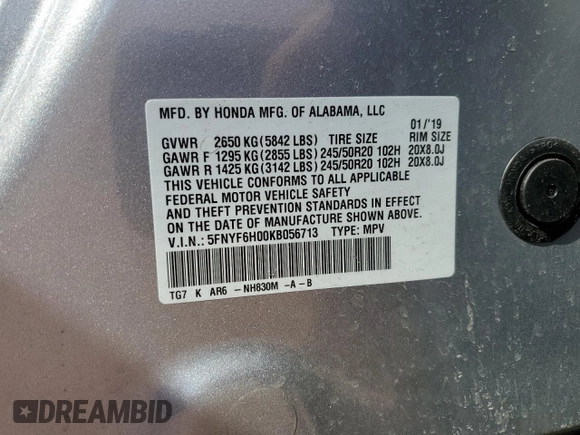 MFD. BY HONDA MFG. OF ALABAMA, LLC
01/'19
GVWR 2650 KG (5842 LBS) TIRE SIZE RIM SIZE
GAWR F 1295 KG (2855 LBS) 245/50R20 102H 20X8.0J
GAWR R 1425 KG (3142 LBS) 245/50R20 102H 20X8.0J
THIS VEHICLE CONFORMS TO ALL APPLICABLE
FEDERAL MOTOR VEHICLE SAFETY
AND THEFT PREVENTION STANDARDS IN EFFECT
ON THE DATE OF MANUFACTURE SHOWN ABOVE.
V.I.N.: 5FNYF6H00KB056713 TYPE: MPV
TG7 K AR6 -NH830M -A-B
DREAMBID